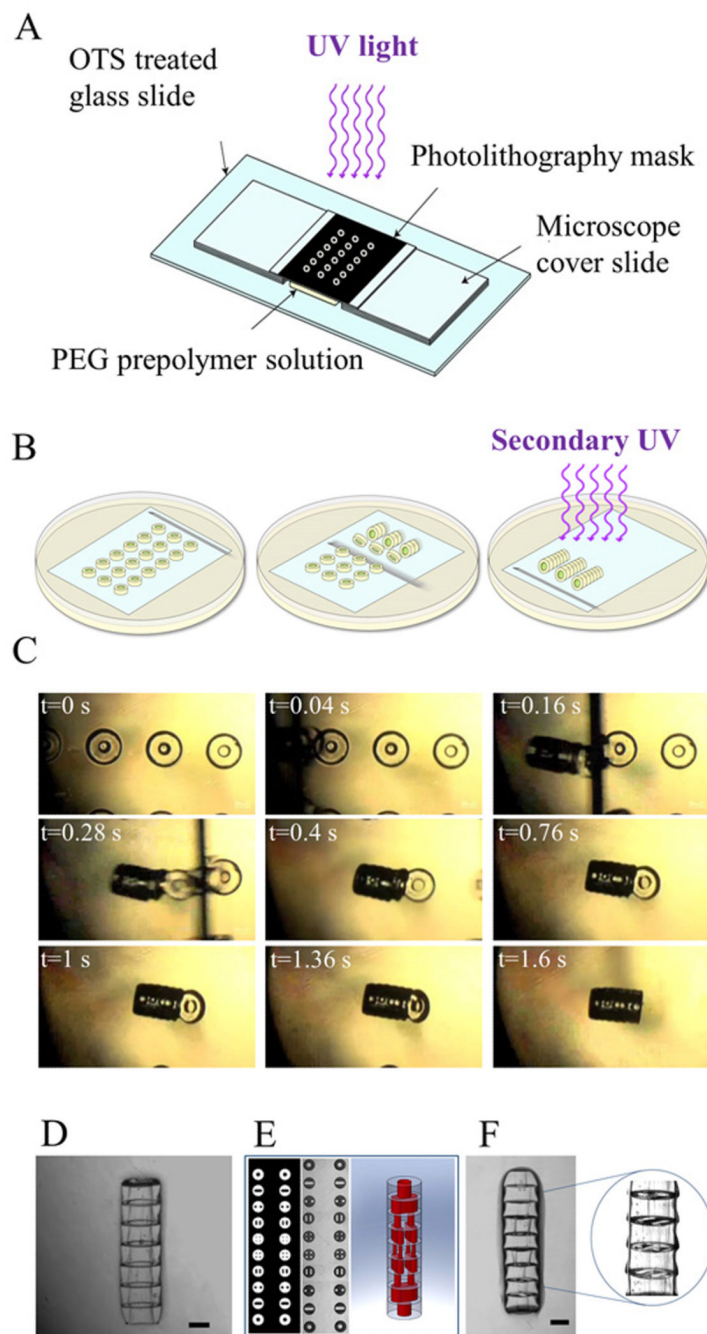 A
UV light
OTS treated
glass slide
Photolithography mask
Microscope
cover slide
PEG prepolymer solution
B
Secondary UV
C
t=0 s
t=0.04 s
t=0.16 s
t=0.28 s
t=0.4 s
t=0.76 s
t=1 s
t=1.36 s
t=1.6 s
D
E
F